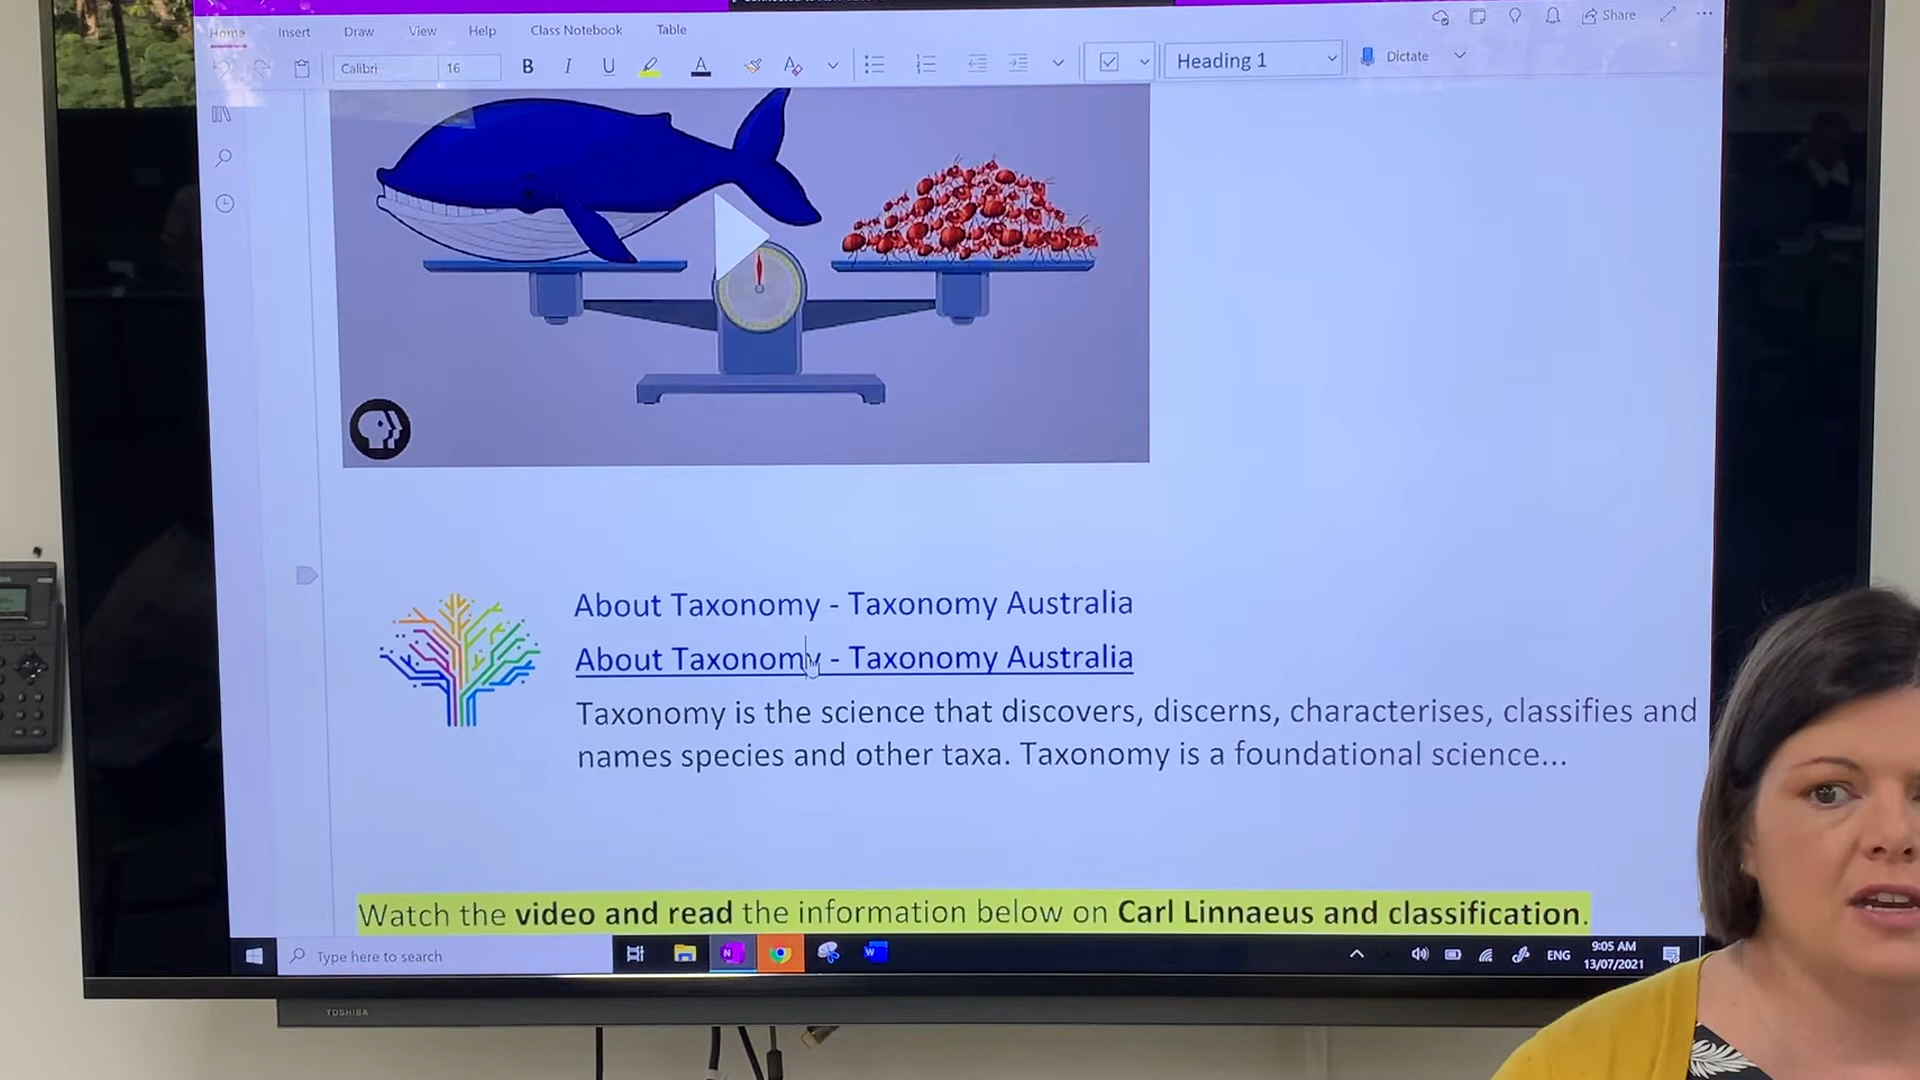 Home Insert Draw View Help Class Notebook Table Share
Calibri 16 B I U A Heading 1 Dictate
About Taxonomy - Taxonomy Australia
About Taxonomy - Taxonomy Australia
Taxonomy is the science that discovers, discerns, characterises, classifies and
names species and other taxa. Taxonomy is a foundational science...
Watch the video and read the information below on Carl Linnaeus and classification.
Type here to search
N
W
ENG
9:05 AM
13/07/2021
TOSHIBA